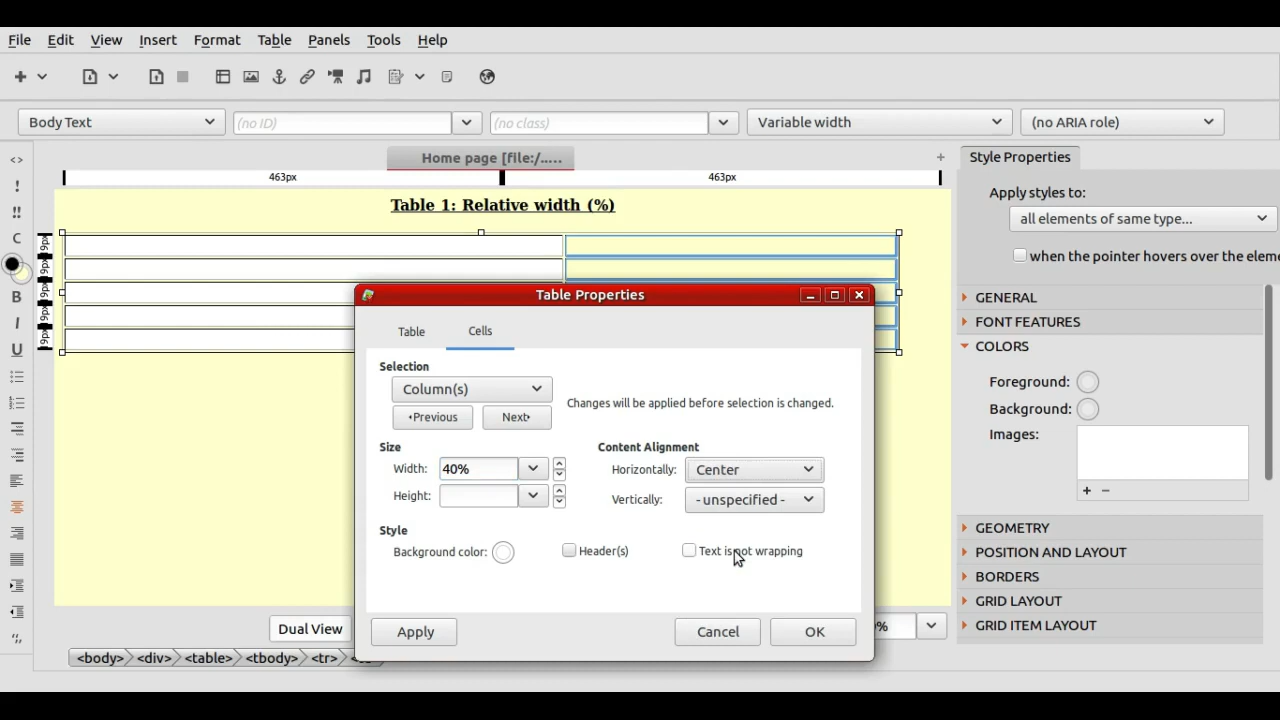 File Edit View Insert Format Table Panels Tools Help
Body Text (no ID) (no class) Variable width (no ARIA role)
Home page [file:/.....
Style Properties
463px 463px
Apply styles to:
all elements of same type...
when the pointer hovers over the eleme
Table 1: Relative width (%)
GENERAL
FONT FEATURES
COLORS
Foreground:
Background:
Images:
GEOMETRY
POSITION AND LAYOUT
BORDERS
GRID LAYOUT
GRID ITEM LAYOUT
Table Properties
Table Cells
Selection
Column(s)
Previous Next
Changes will be applied before selection is changed.
Size Content Alignment
Width: 40% Horizontally: Center
Height: Vertically: - unspecified -
Style
Background color: Header(s) Text is not wrapping
Apply Cancel OK
Dual View
%
<body> <div> <table> <tbody> <tr>